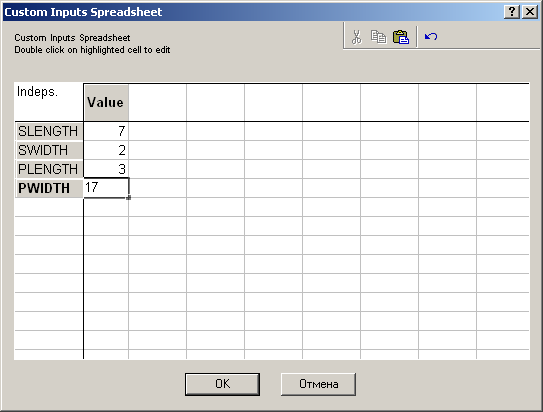 Custom Inputs Spreadsheet
Custom Inputs Spreadsheet
Double click on highlighted cell to edit
Indeps. Value
SLENGTH 7
SWIDTH 2
PLENGTH 3
PWIDTH 17
OK Отмена